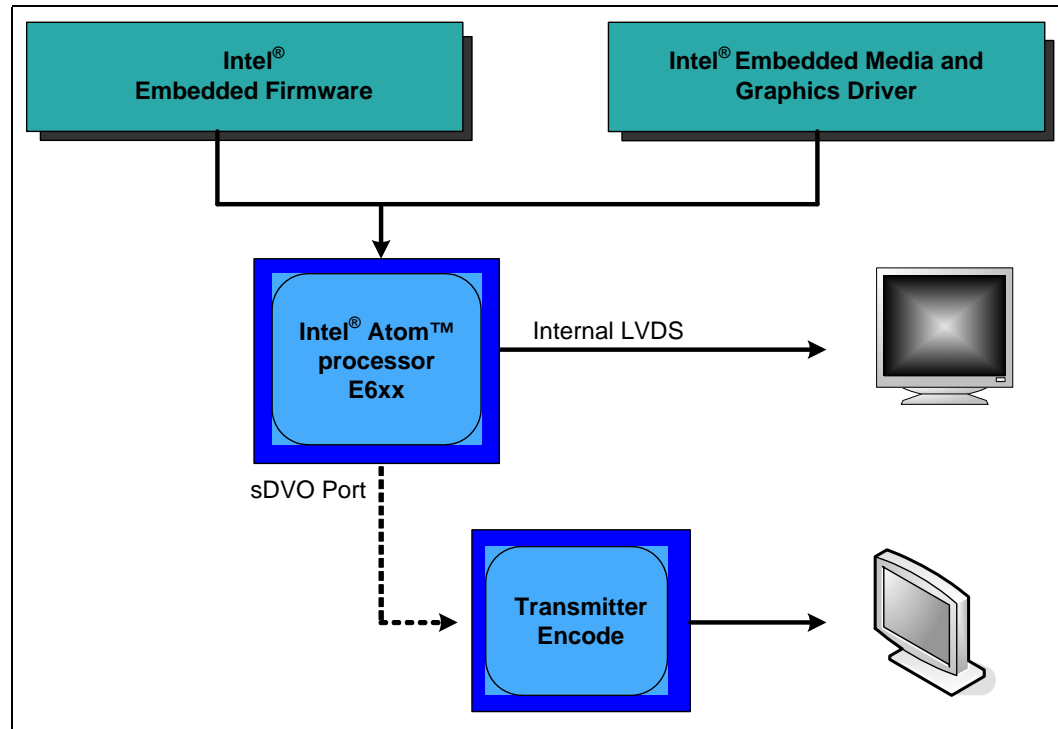 Intel®
Embedded Firmware
Intel® Embedded Media and
Graphics Driver
Intel® Atom™
processor
E6xx
Internal LVDS
sDVO Port
Transmitter
Encode